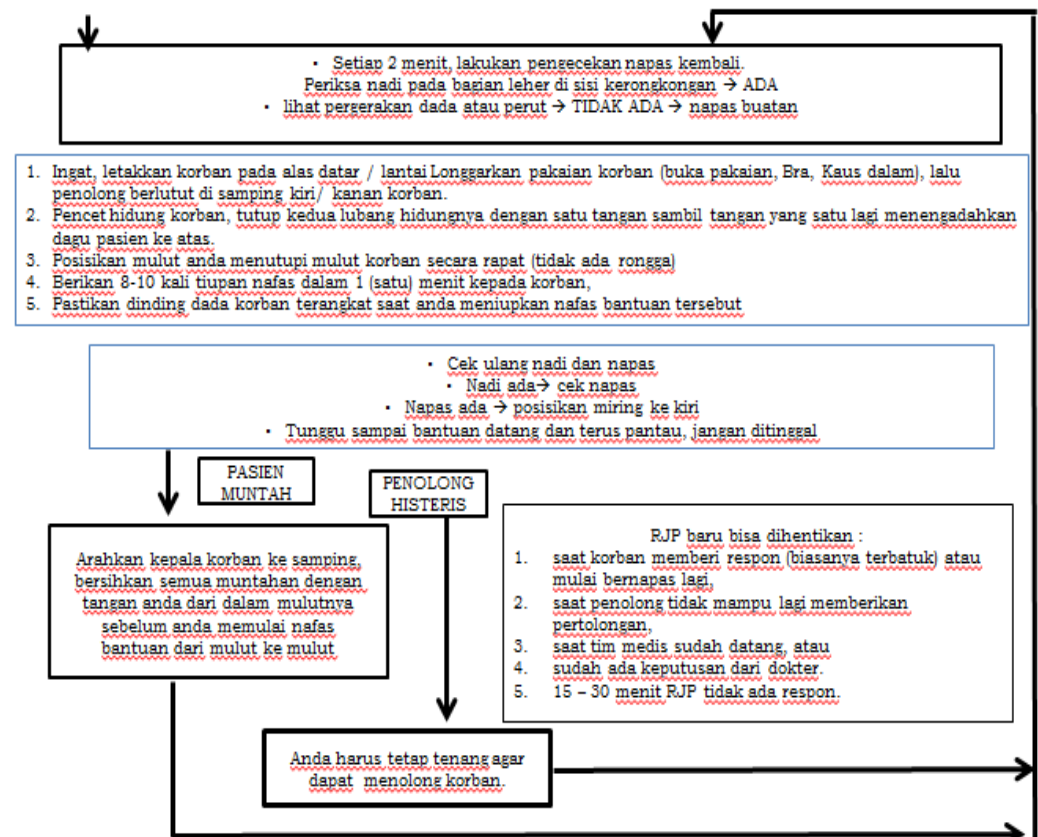 • Setiap 2 menit, lakukan pengecekan napas kembali.
Periksa nadi pada bagian leher di sisi kerongkongan → ADA
• lihat pergerakan dada atau perut → TIDAK ADA → napas buatan
1. Ingat, letakkan korban pada alas datar / lantai Longgarkan pakaian korban (buka pakaian, Bra, Kaus dalam), lalu
penolong berlutut di samping kiri/ kanan korban.
2. Pencet hidung korban, tutup kedua lubang hidungnya dengan satu tangan sambil tangan yang satu lagi menengadahkan
dagu pasien ke atas.
3. Posisikan mulut anda menutupi mulut korban secara rapat (tidak ada rongga)
4. Berikan 8-10 kali tiupan nafas dalam 1 (satu) menit kepada korban,
5. Pastikan dinding dada korban terangkat saat anda meniupkan nafas bantuan tersebut
• Cek ulang nadi dan napas
• Nadi ada→ cek napas
• Napas ada → posisikan miring ke kiri
• Tunggu sampai bantuan datang dan terus pantau, jangan ditinggal
PASIEN
MUNTAH
PENOLONG
HISTERIS
Arahkan kepala korban ke samping,
bersihkan semua muntahan dengan
tangan anda dari dalam mulutnya
sebelum anda memulai nafas
bantuan dari mulut ke mulut
RJP baru bisa dihentikan :
1. saat korban memberi respon (biasanya terbatuk) atau
mulai bernapas lagi,
2. saat penolong tidak mampu lagi memberikan
pertolongan,
3. saat tim medis sudah datang, atau
4. sudah ada keputusan dari dokter.
5. 15 – 30 menit RJP tidak ada respon.
Anda harus tetap tenang agar
dapat menolong korban.